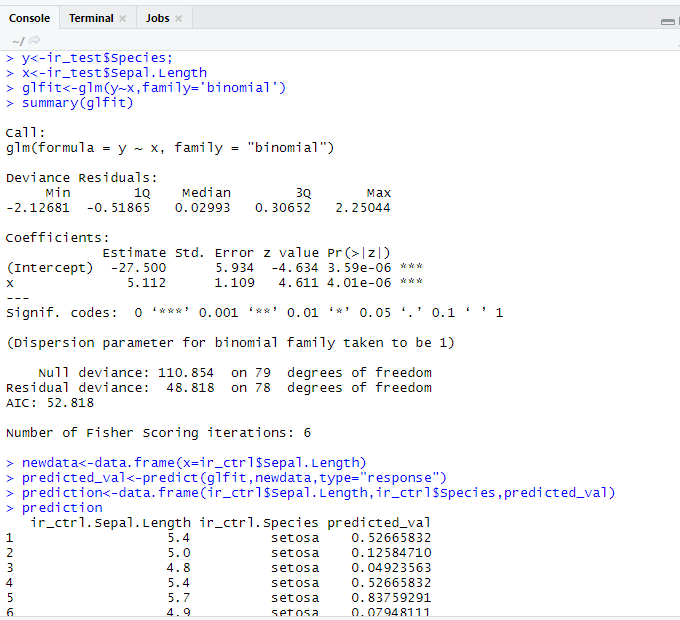 Console Terminal × Jobs ×
~/
> y<-ir_test$Species;
> x<-ir_test$Sepal.Length
> glfit<-glm(y~x,family='binomial')
> summary(glfit)
Call:
glm(formula = y ~ x, family = "binomial")
Deviance Residuals:
     Min       1Q   Median       3Q      Max
-2.12681 -0.51865  0.02993  0.30652  2.25044
Coefficients:
            Estimate Std. Error z value Pr(>|z|)
(Intercept)  -27.500      5.934  -4.634 3.59e-06 ***
x              5.112      1.109   4.611 4.01e-06 ***
---
Signif. codes:  0 ‘***’ 0.001 ‘**’ 0.01 ‘*’ 0.05 ‘.’ 0.1 ‘ ’ 1
(Dispersion parameter for binomial family taken to be 1)
    Null deviance: 110.854  on 79  degrees of freedom
Residual deviance:  48.818  on 78  degrees of freedom
AIC: 52.818
Number of Fisher Scoring iterations: 6
> newdata<-data.frame(x=ir_ctrl$Sepal.Length)
> predicted_val<-predict(glfit,newdata,type="response")
> prediction<-data.frame(ir_ctrl$Sepal.Length,ir_ctrl$Species,predicted_val)
> prediction
   ir_ctrl.Sepal.Length ir_ctrl.Species predicted_val
1                   5.4          setosa    0.52665832
2                   5.0          setosa    0.12584710
3                   4.8          setosa    0.04923563
4                   5.4          setosa    0.52665832
5                   5.7          setosa    0.83759291
6                   4.9          setosa    0.07948111